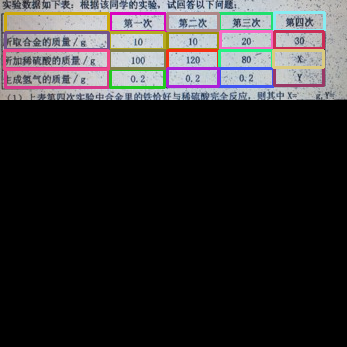 实验数据如下表：根据该同学的实验，试回答以下问题：
第一次 第二次 第三次 第四次
所取合金的质量/g 10 10 20 30
所加稀硫酸的质量/g 100 120 80 X
生成氢气的质量/g 0.2 0.2 0.2 Y
(1) 上表第四次实验中合金里的铁恰好与稀硫酸完全反应，则其中 X= g,Y=